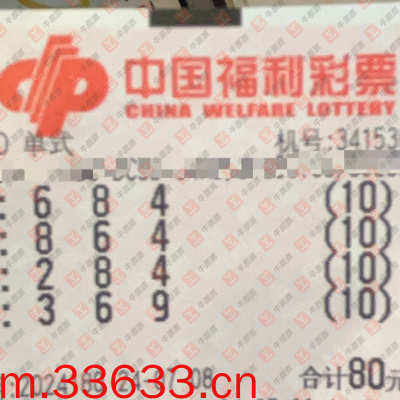 中国福利彩票
CHINA WELFARE LOTTERY
单式 机号:34153
: 6 8 4 (10)
: 8 6 4 (10)
: 2 8 4 (10)
: 3 6 9 (10)
合计80元
m.33633.cn